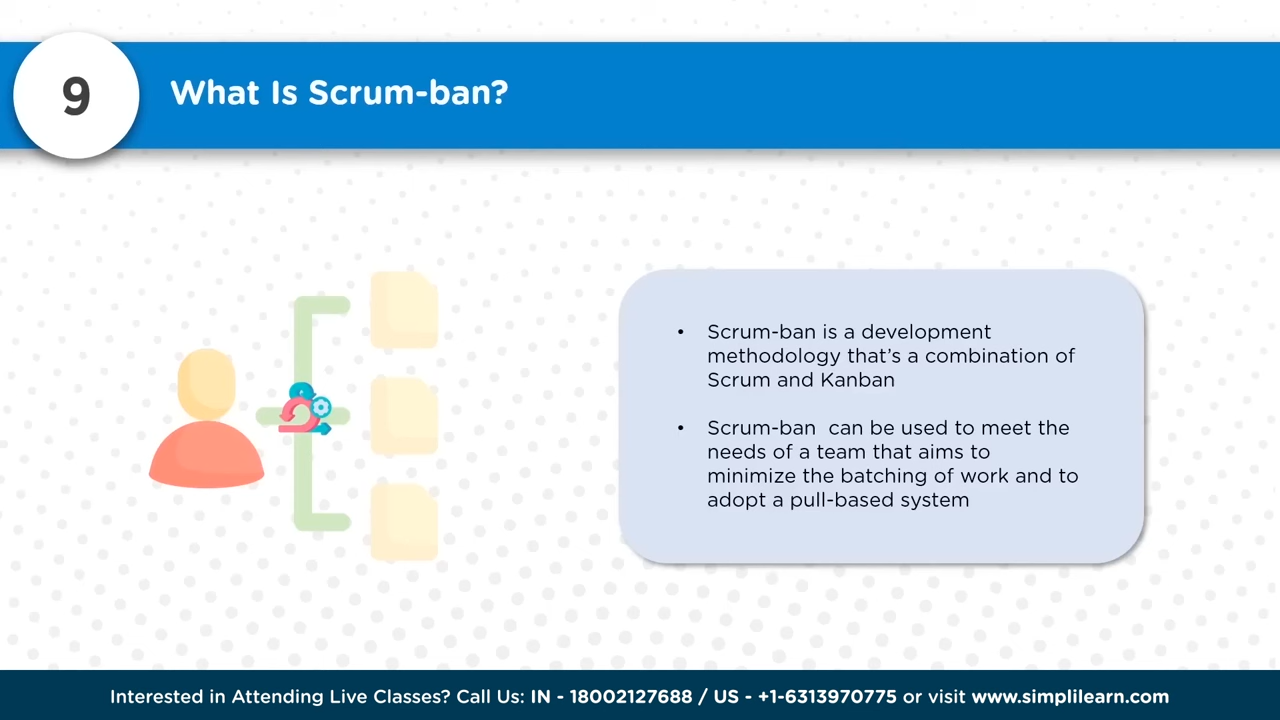 9
What Is Scrum-ban?
• Scrum-ban is a development
methodology that's a combination of
Scrum and Kanban
• Scrum-ban  can be used to meet the
needs of a team that aims to
minimize the batching of work and to
adopt a pull-based system
Interested in Attending Live Classes? Call Us: IN - 18002127688 / US - +1-6313970775 or visit www.simplilearn.com